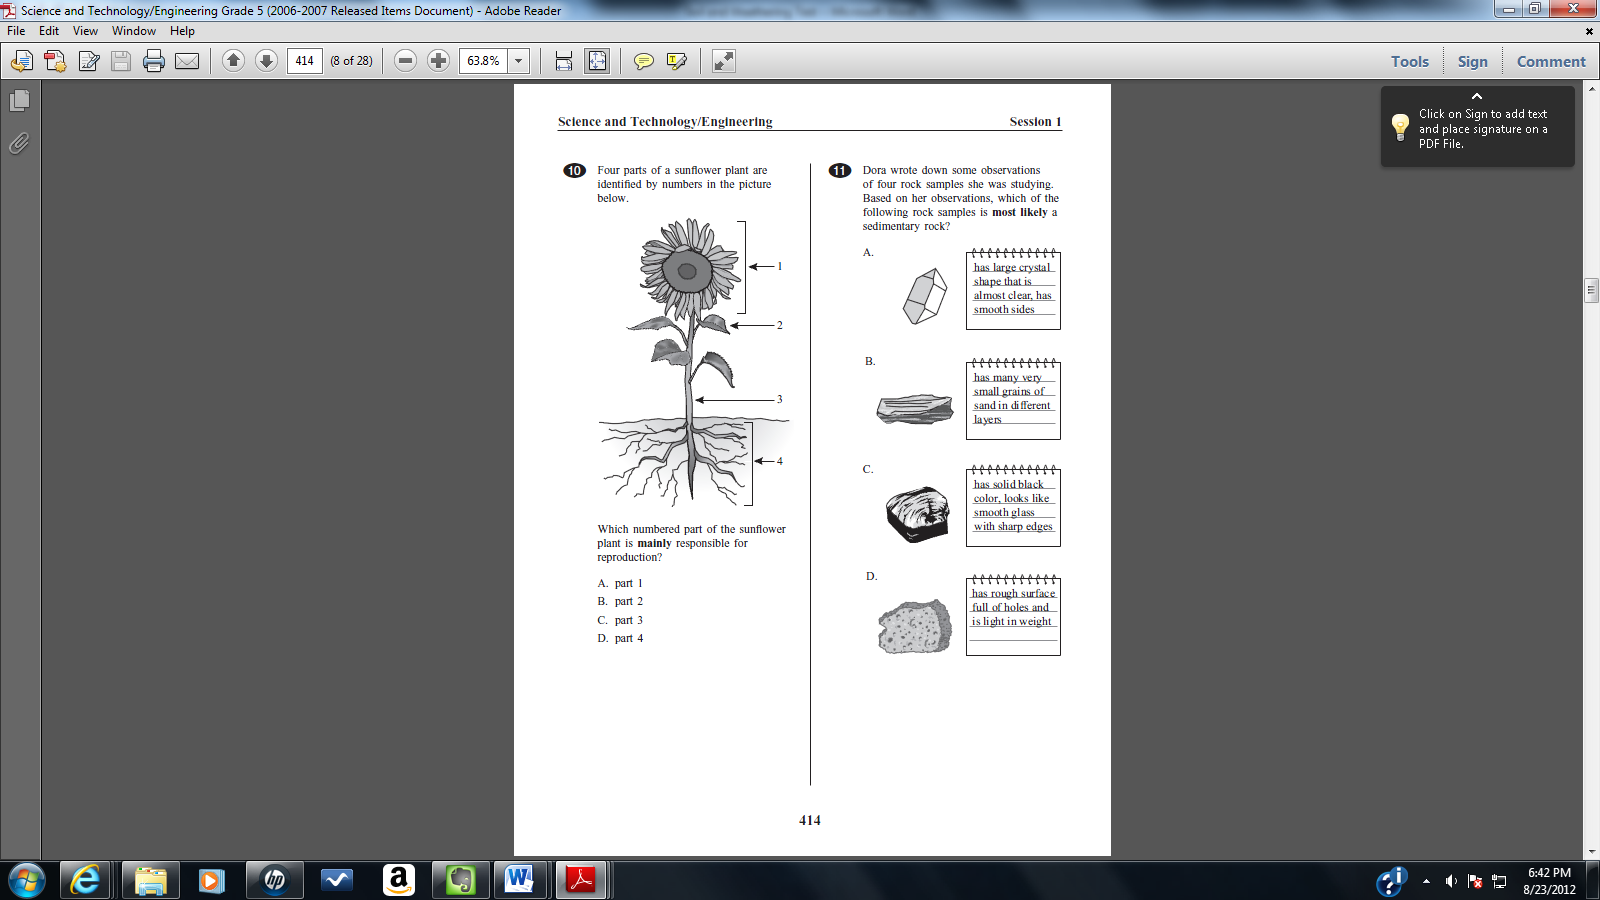 Science and Technology/Engineering Grade 5 (2006-2007 Released Items Document) - Adobe Reader
File Edit View Window Help
414 (8 of 28) 63.8% Tools Sign Comment
Click on Sign to add text
and place signature on a
PDF File.
Science and Technology/Engineering Session 1
10 Four parts of a sunflower plant are
identified by numbers in the picture
below.
1
2
3
4
Which numbered part of the sunflower
plant is mainly responsible for
reproduction?
A. part 1
B. part 2
C. part 3
D. part 4
11 Dora wrote down some observations
of four rock samples she was studying.
Based on her observations, which of the
following rock samples is most likely a
sedimentary rock?
A.
has large crystal
shape that is
almost clear, has
smooth sides
B.
has many very
small grains of
sand in different
layers
C.
has solid black
color, looks like
smooth glass
with sharp edges
D.
has rough surface
full of holes and
is light in weight
414
hp
a
W
6:42 PM
8/23/2012